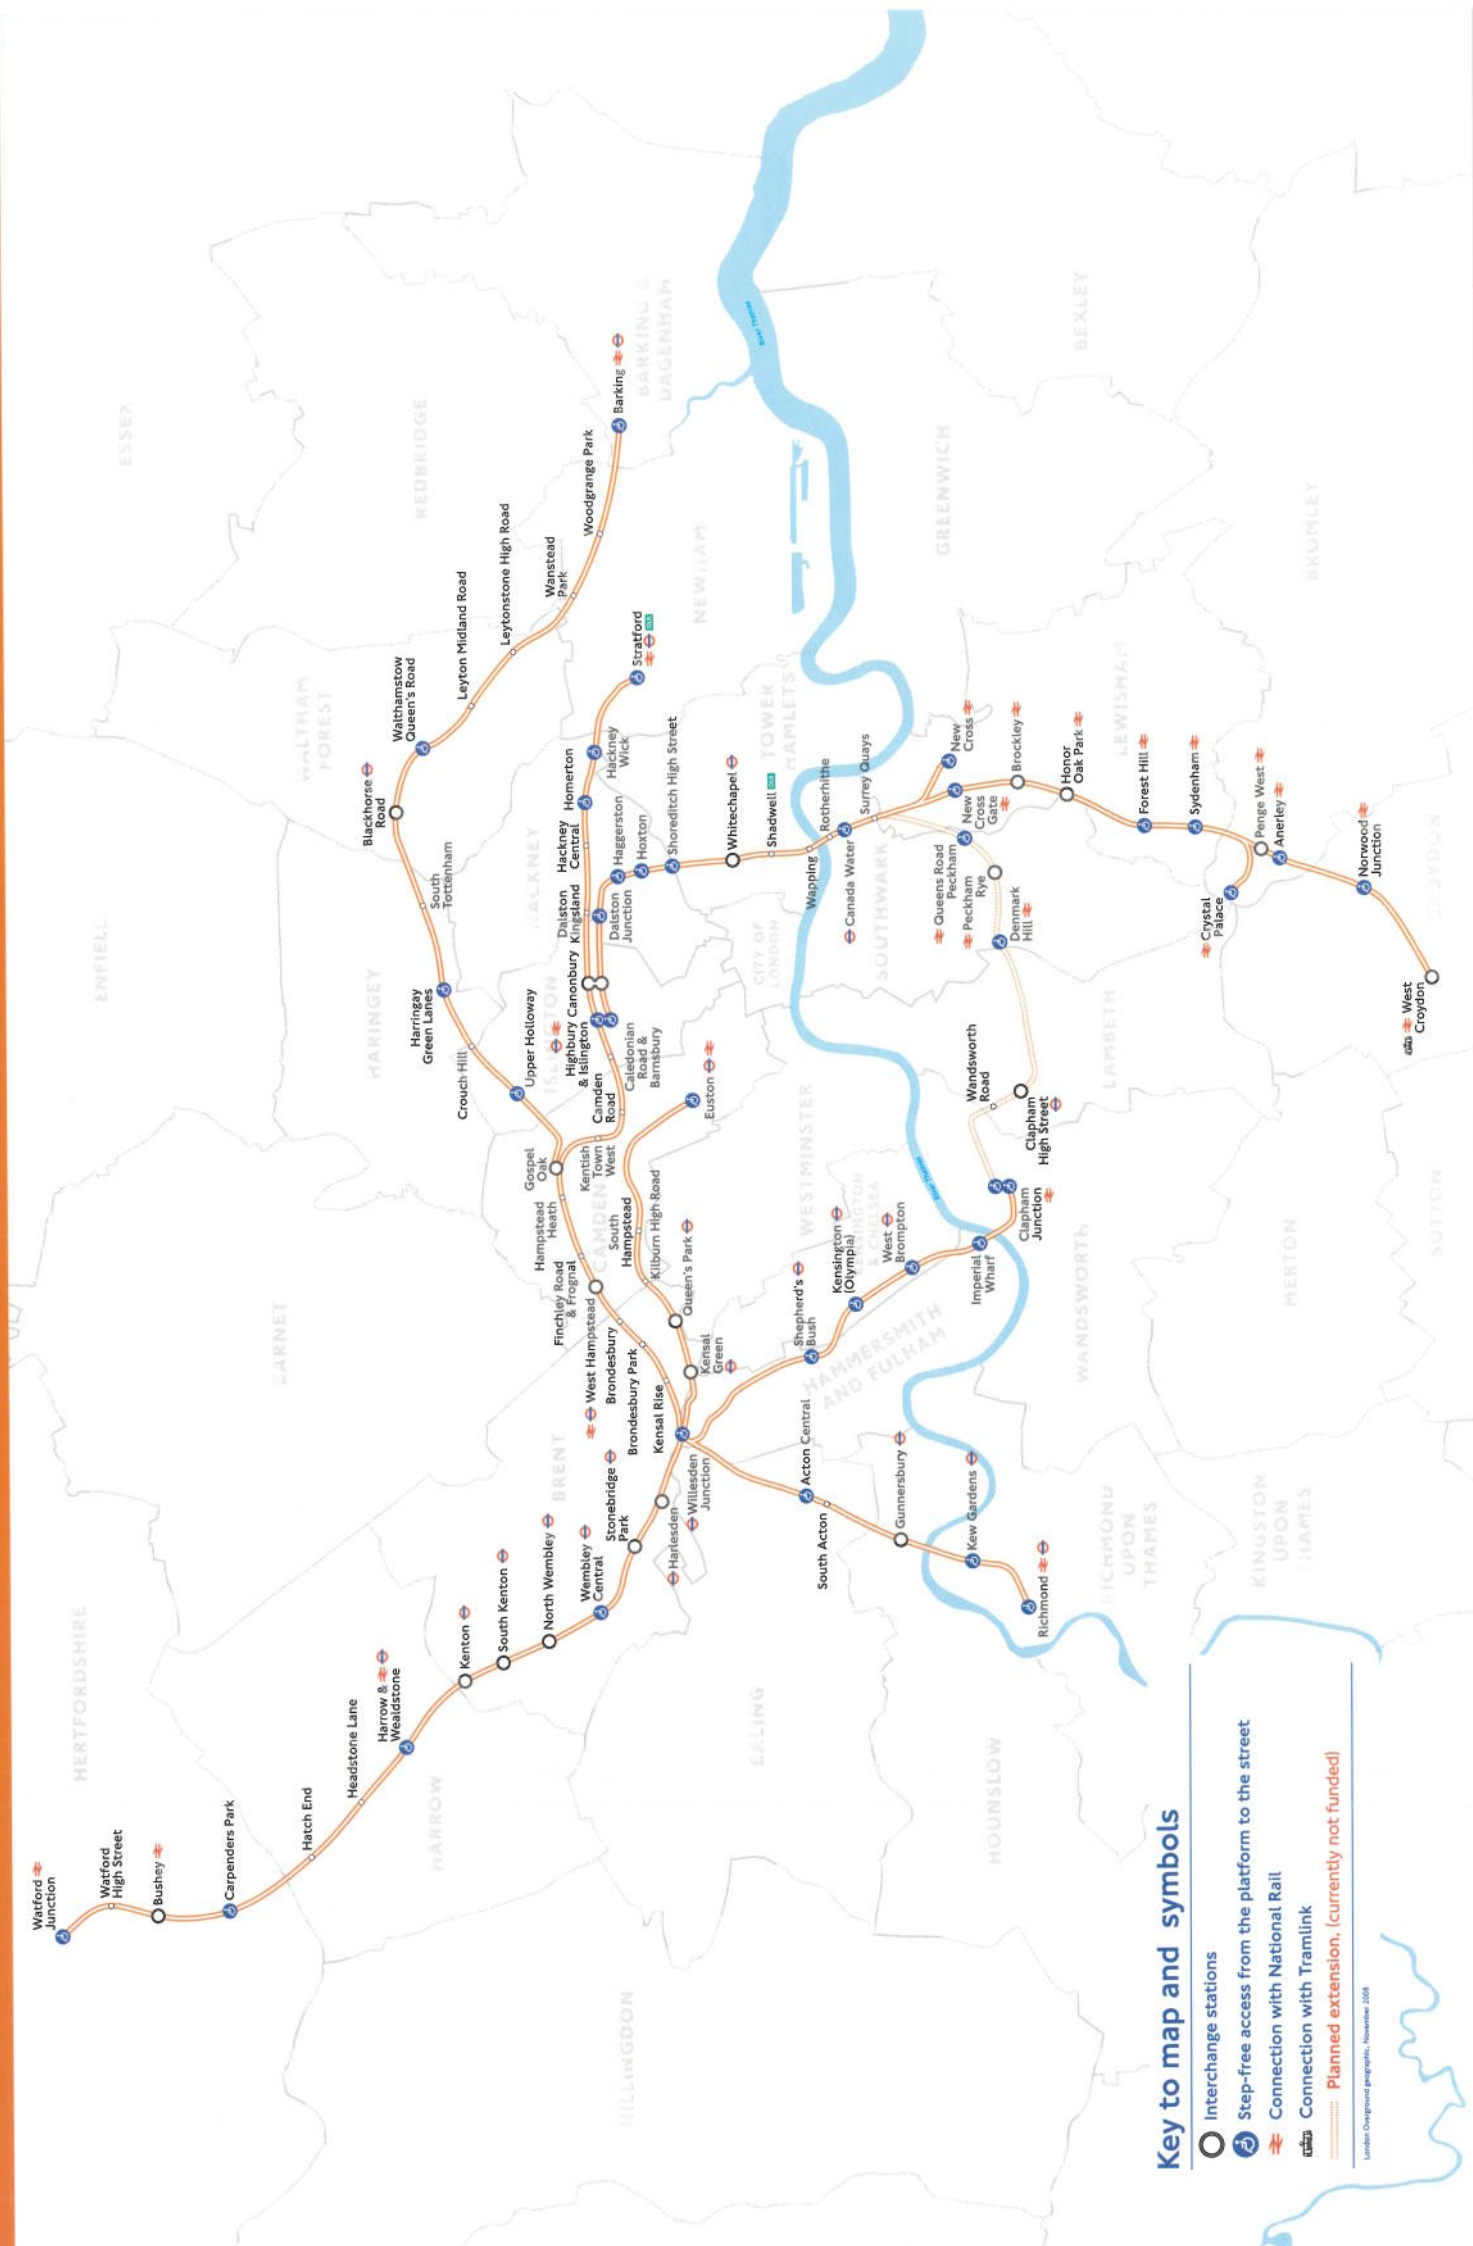 HERTFORDSHIRE
ESSEX
ENFIELD
BARNET
HARINGEY
WALTHAM
FOREST
REDBRIDGE
HARROW
BRENT
CAMDEN
ISLINGTON
HACKNEY
BARKING &
DAGENHAM
NEWHAM
HILLINGDON
EALING
WESTMINSTER
KENSINGTON
& CHELSEA
CITY OF
LONDON
TOWER
HAMLETS
HAMMERSMITH
AND FULHAM
SOUTHWARK
GREENWICH
BEXLEY
HOUNSLOW
RICHMOND
UPON
THAMES
WANDSWORTH
LAMBETH
LEWISHAM
KINGSTON
UPON
THAMES
MERTON
SUTTON
CROYDON
BRUMLEY
Watford
Junction
Watford
High Street
Bushey
Carpenders Park
Hatch End
Headstone Lane
Harrow &
Wealdstone
Kenton
South Kenton
North Wembley
Wembley
Central
Stonebridge
Park
Harlesden
Willesden
Junction
Kensal
Green
Queen's Park
Kilburn High Road
South
Hampstead
Euston
Kensal Rise
Brondesbury Park
Brondesbury
West Hampstead
Finchley Road
& Frognal
Hampstead
Heath
Gospel
Oak
Kentish
Town
West
Camden
Road
Caledonian
Road &
Barnsbury
Highbury
& Islington
Canonbury
Dalston
Kingsland
Hackney
Central
Homerton
Hackney
Wick
Stratford
DLR
Upper Holloway
Crouch Hill
Harringay
Green Lanes
South
Tottenham
Blackhorse
Road
Walthamstow
Queen's Road
Leyton Midland Road
Leytonstone High Road
Wanstead
Park
Woodgrange Park
Barking
Dalston
Junction
Haggerston
Hoxton
Shoreditch High Street
Whitechapel
Shadwell DLR
Wapping
Rotherhithe
Canada Water
Surrey Quays
New
Cross
New
Cross
Gate
Brockley
Honor
Oak Park
Forest Hill
Sydenham
Crystal
Palace
Penge West
Anerley
Norwood
Junction
West
Croydon
Queens Road
Peckham
Peckham
Rye
Denmark
Hill
Clapham
High Street
Wandsworth
Road
Clapham
Junction
Imperial
Wharf
West
Brompton
Kensington
(Olympia)
Shepherd's
Bush
Acton Central
South Acton
Gunnersbury
Kew Gardens
Richmond
River Thames
River Thames
Key to map and symbols
Interchange stations
Step-free access from the platform to the street
Connection with National Rail
Connection with Tramlink
Planned extension, (currently not funded)
London Overground geographic, November 2008